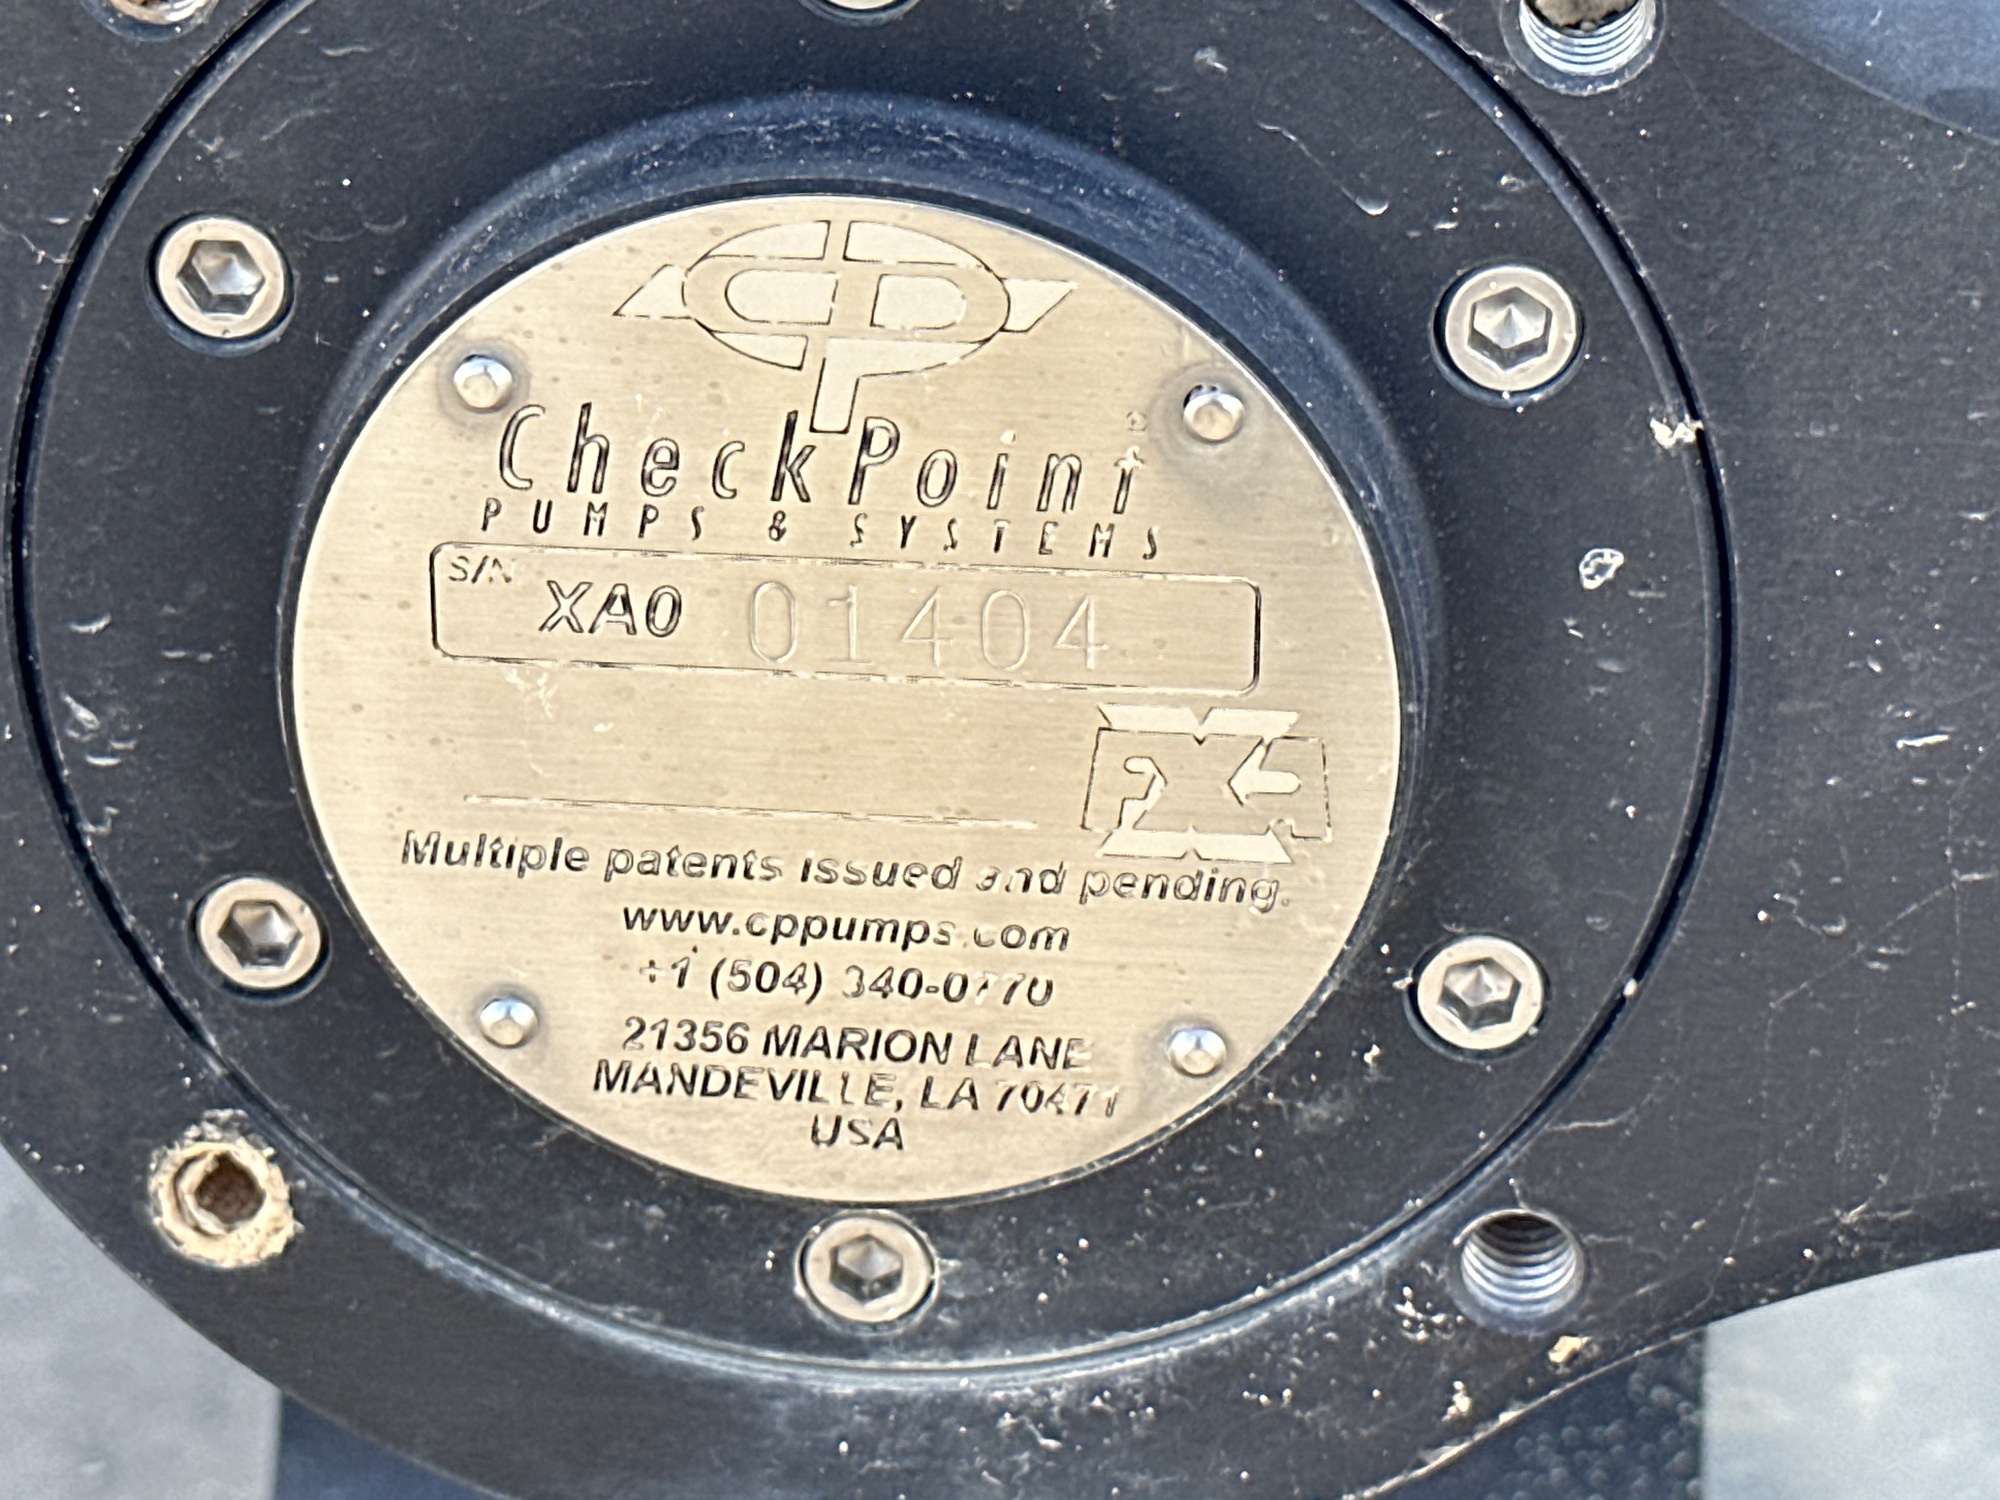 CP
CheckPoint®
PUMPS & SYSTEMS
S/N XA0 01404
Multiple patents issued and pending.
www.cppumps.com
+1 (504) 340-0770
21356 MARION LANE
MANDEVILLE, LA 70471
USA